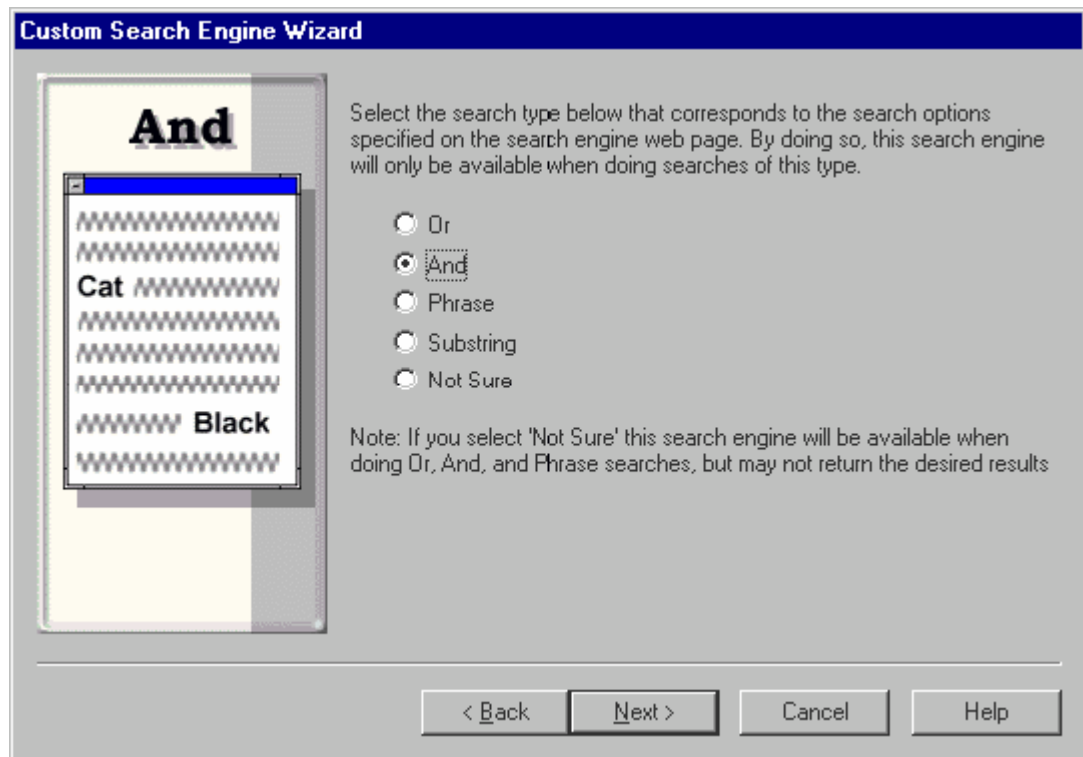 Custom Search Engine Wizard
And
Cat
Black
Select the search type below that corresponds to the search options
specified on the search engine web page. By doing so, this search engine
will only be available when doing searches of this type.
Or
And
Phrase
Substring
Not Sure
Note: If you select 'Not Sure' this search engine will be available when
doing Or, And, and Phrase searches, but may not return the desired results
< Back
Next >
Cancel
Help